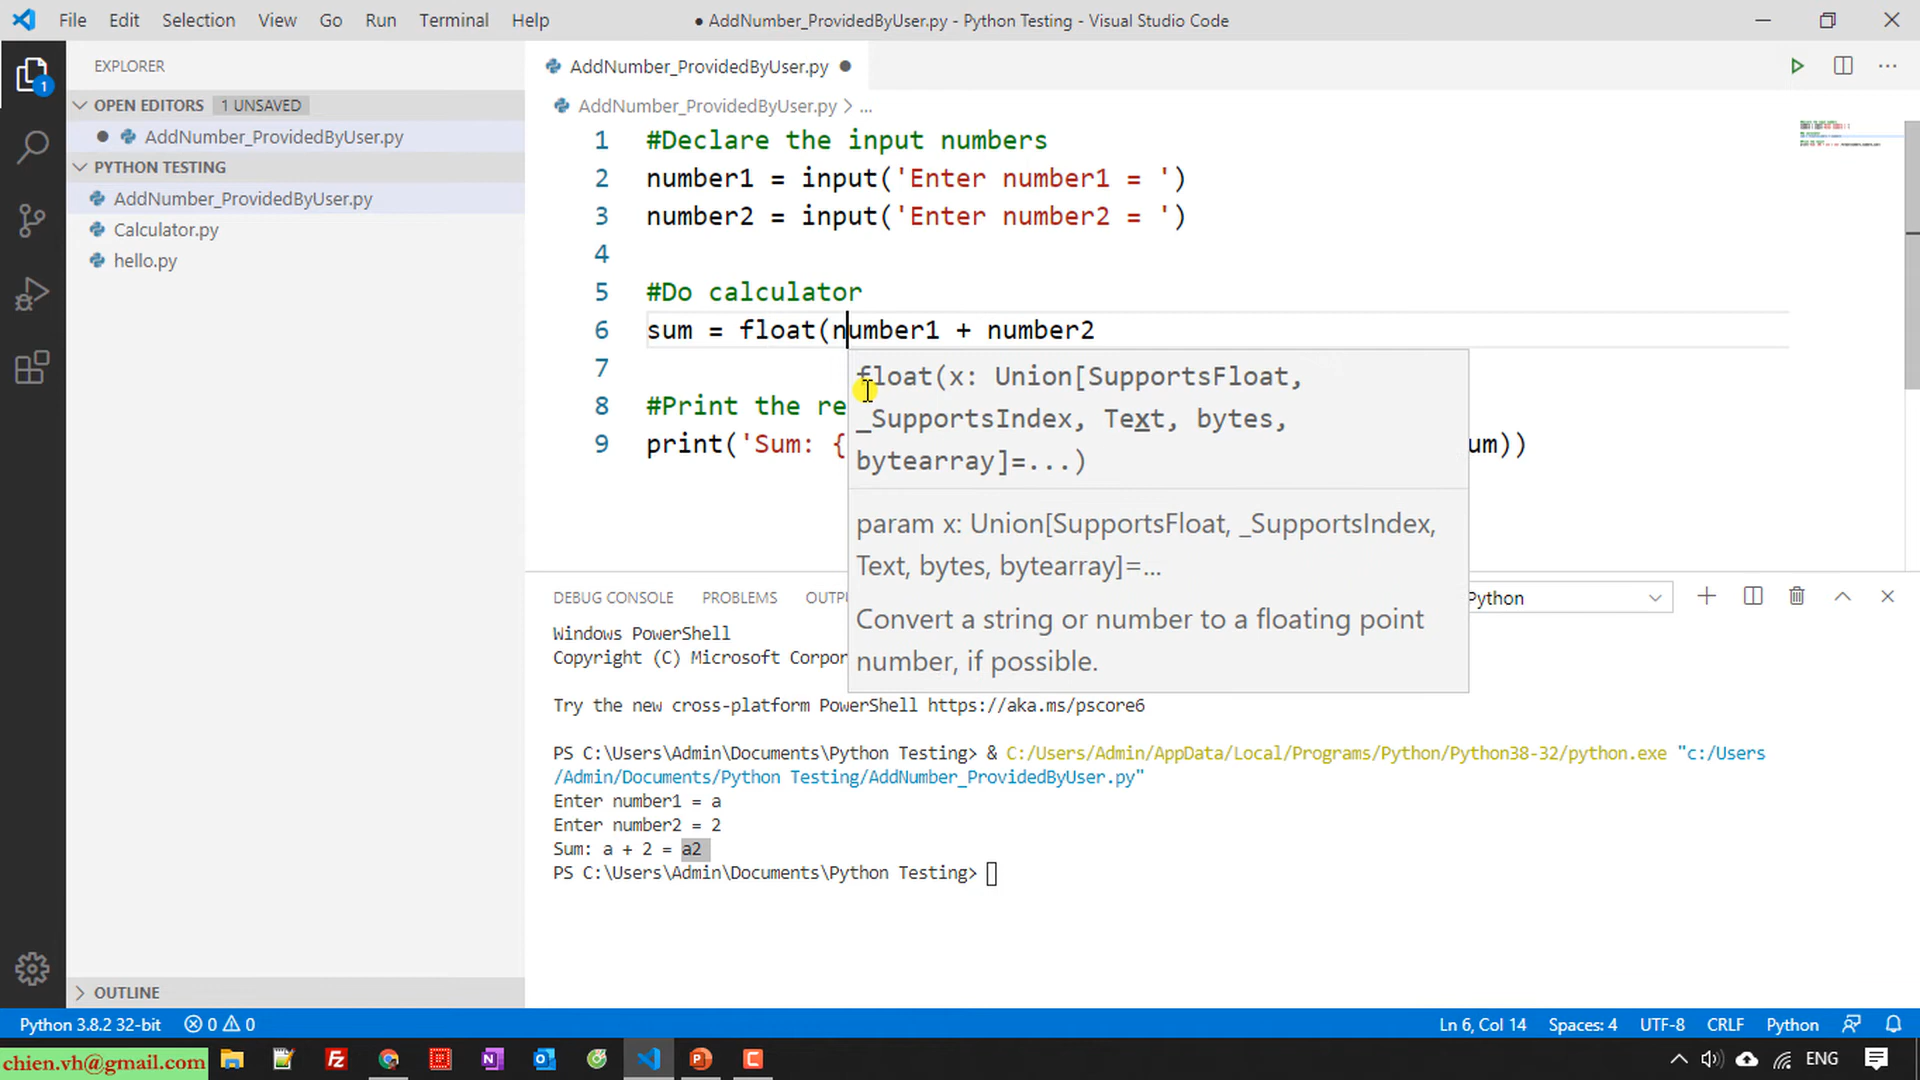 File Edit Selection View Go Run Terminal Help
● AddNumber_ProvidedByUser.py - Python Testing - Visual Studio Code
EXPLORER
OPEN EDITORS 1 UNSAVED
AddNumber_ProvidedByUser.py
PYTHON TESTING
AddNumber_ProvidedByUser.py
Calculator.py
hello.py
OUTLINE
1
AddNumber_ProvidedByUser.py
AddNumber_ProvidedByUser.py > ...
1 #Declare the input numbers
2 number1 = input('Enter number1 = ')
3 number2 = input('Enter number2 = ')
4
5 #Do calculator
6 sum = float(number1 + number2
7
8 #Print the re
9 print('Sum: { um))
float(x: Union[SupportsFloat,
_SupportsIndex, Text, bytes,
bytearray]=...)
param x: Union[SupportsFloat, _SupportsIndex,
Text, bytes, bytearray]=...
Convert a string or number to a floating point
number, if possible.
DEBUG CONSOLE PROBLEMS OUTPU Python
Windows PowerShell
Copyright (C) Microsoft Corpor
Try the new cross-platform PowerShell https://aka.ms/pscore6
PS C:\Users\Admin\Documents\Python Testing> & C:/Users/Admin/AppData/Local/Programs/Python/Python38-32/python.exe "c:/Users
/Admin/Documents/Python Testing/AddNumber_ProvidedByUser.py"
Enter number1 = a
Enter number2 = 2
Sum: a + 2 = a2
PS C:\Users\Admin\Documents\Python Testing>
Python 3.8.2 32-bit 0 0 Ln 6, Col 14 Spaces: 4 UTF-8 CRLF Python
chien.vh@gmail.com ENG